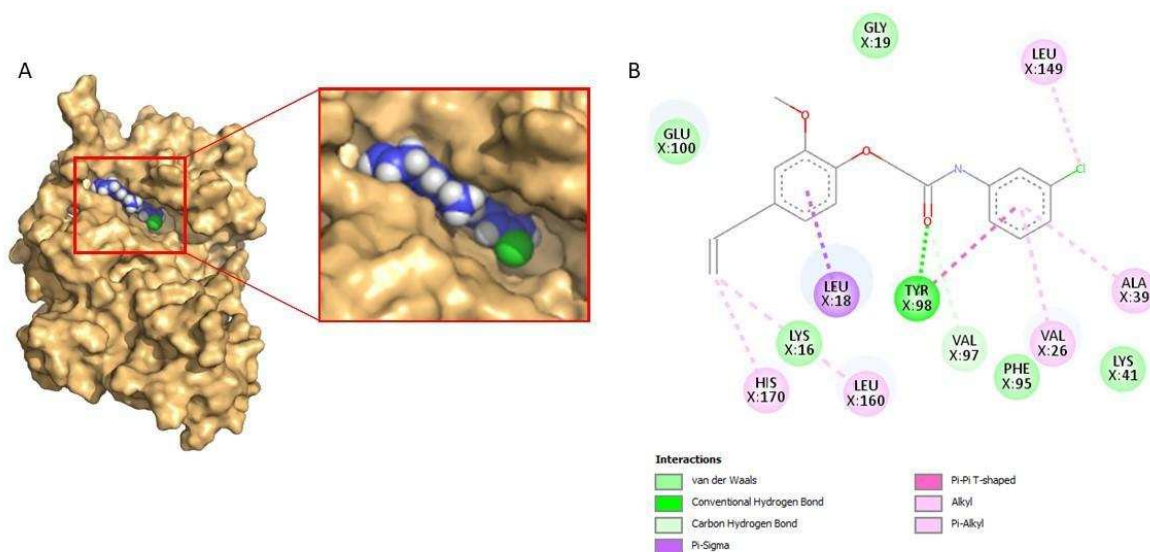 A
B
GLY
X:19
LEU
X:149
GLU
X:100
O
O
N
Cl
O
LEU
X:18
TYR
X:98
ALA
X:39
LYS
X:16
VAL
X:97
VAL
X:26
PHE
X:95
LYS
X:41
HIS
X:170
LEU
X:160
Interactions
van der Waals
Conventional Hydrogen Bond
Carbon Hydrogen Bond
Pi-Sigma
Pi-Pi T-shaped
Alkyl
Pi-Alkyl